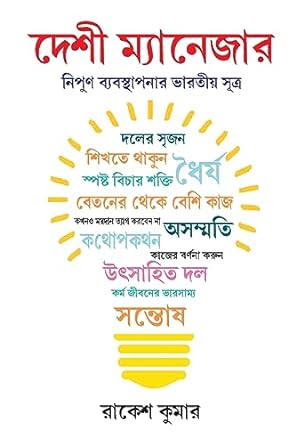 দেশী ম্যানেজার
নিপুণ ব্যবস্থাপনার ভারতীয় সূত্র
দলের সৃজন
শিখতে থাকুন
ধৈর্য
স্পষ্ট বিচার শক্তি
বেতনের থেকে বেশি কাজ
কখনও ময়দান ত্যাগ করবেন না
অসম্মতি
কথোপকথন
কাজের বর্ণনা করুন
উৎসাহিত দল
কর্ম জীবনের ভারসাম্য
সন্তোষ
রাকেশ কুমার